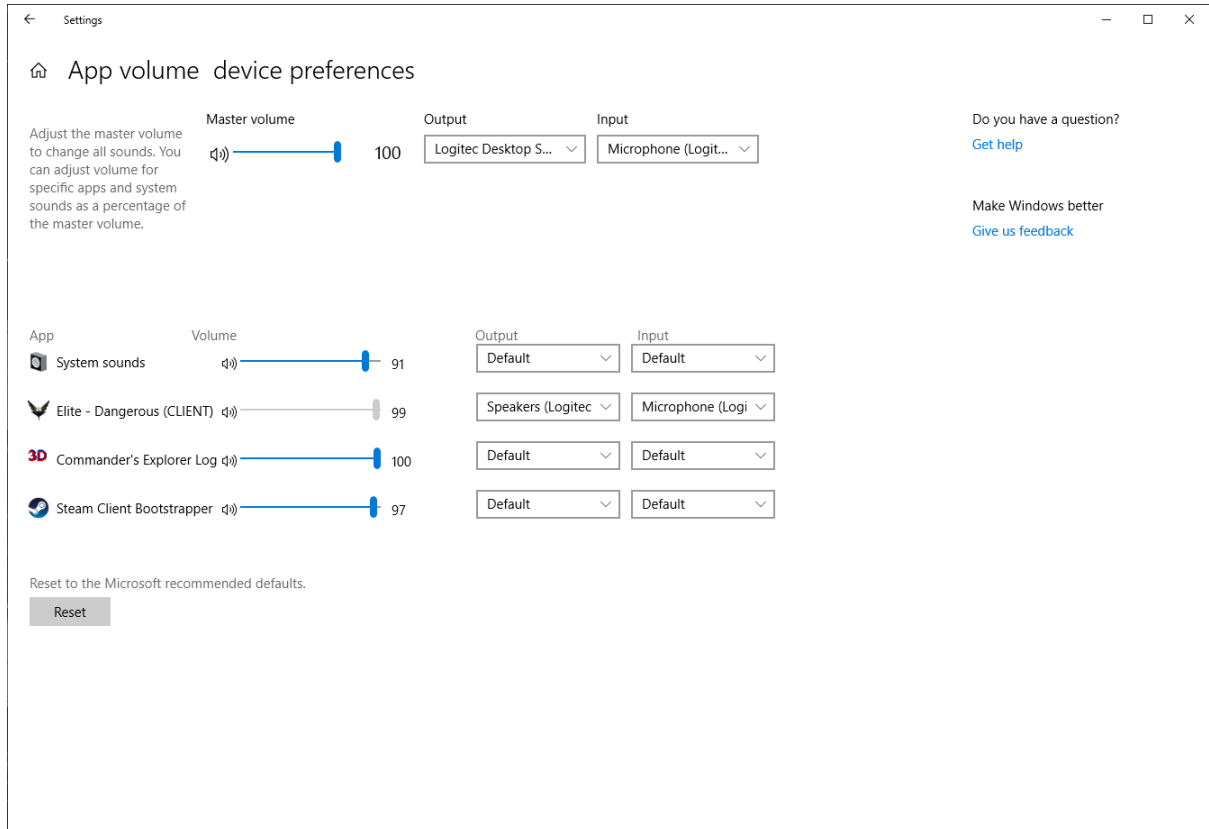 Settings
App volume  device preferences
Adjust the master volume
to change all sounds. You
can adjust volume for
specific apps and system
sounds as a percentage of
the master volume.
Master volume
100
Output
Logitec Desktop S...
Input
Microphone (Logit...
Do you have a question?
Get help
Make Windows better
Give us feedback
App Volume Output Input
System sounds 91 Default Default
Elite - Dangerous (CLIENT) 99 Speakers (Logitec Microphone (Logi
3D Commander's Explorer Log 100 Default Default
Steam Client Bootstrapper 97 Default Default
Reset to the Microsoft recommended defaults.
Reset